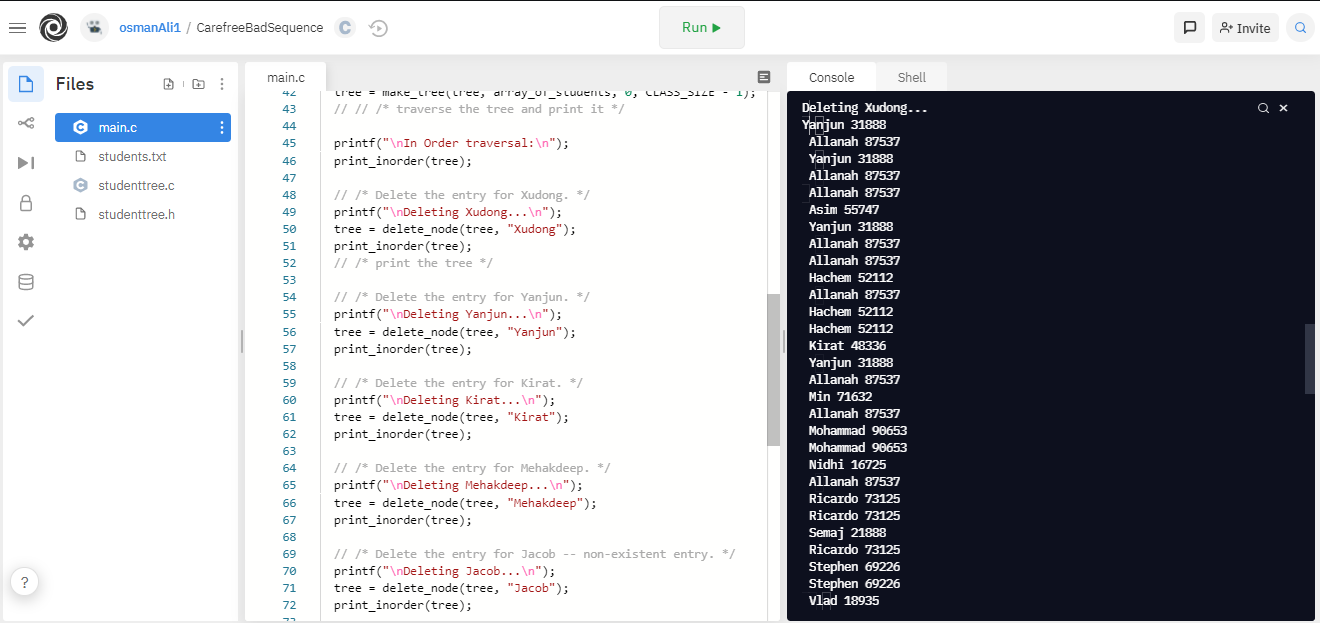 osmanAli1 / CarefreeBadSequence C
Run
Invite
Files
main.c
students.txt
studenttree.c
studenttree.h
?
main.c
42 tree = make_tree(tree, array_of_students, 0, CLASS_SIZE - 1);
43 // // /* traverse the tree and print it */
44
45 printf("\nIn Order traversal:\n");
46 print_inorder(tree);
47
48 // /* Delete the entry for Xudong. */
49 printf("\nDeleting Xudong...\n");
50 tree = delete_node(tree, "Xudong");
51 print_inorder(tree);
52 // /* print the tree */
53
54 // /* Delete the entry for Yanjun. */
55 printf("\nDeleting Yanjun...\n");
56 tree = delete_node(tree, "Yanjun");
57 print_inorder(tree);
58
59 // /* Delete the entry for Kirat. */
60 printf("\nDeleting Kirat...\n");
61 tree = delete_node(tree, "Kirat");
62 print_inorder(tree);
63
64 // /* Delete the entry for Mehakdeep. */
65 printf("\nDeleting Mehakdeep...\n");
66 tree = delete_node(tree, "Mehakdeep");
67 print_inorder(tree);
68
69 // /* Delete the entry for Jacob -- non-existent entry. */
70 printf("\nDeleting Jacob...\n");
71 tree = delete_node(tree, "Jacob");
72 print_inorder(tree);
Console Shell
Deleting Xudong...
Yanjun 31888
Allanah 87537
Yanjun 31888
Allanah 87537
Allanah 87537
Asim 55747
Yanjun 31888
Allanah 87537
Allanah 87537
Hachem 52112
Allanah 87537
Hachem 52112
Hachem 52112
Kirat 48336
Yanjun 31888
Allanah 87537
Min 71632
Allanah 87537
Mohammad 90653
Mohammad 90653
Nidhi 16725
Allanah 87537
Ricardo 73125
Ricardo 73125
Semaj 21888
Ricardo 73125
Stephen 69226
Stephen 69226
Vlad 18935